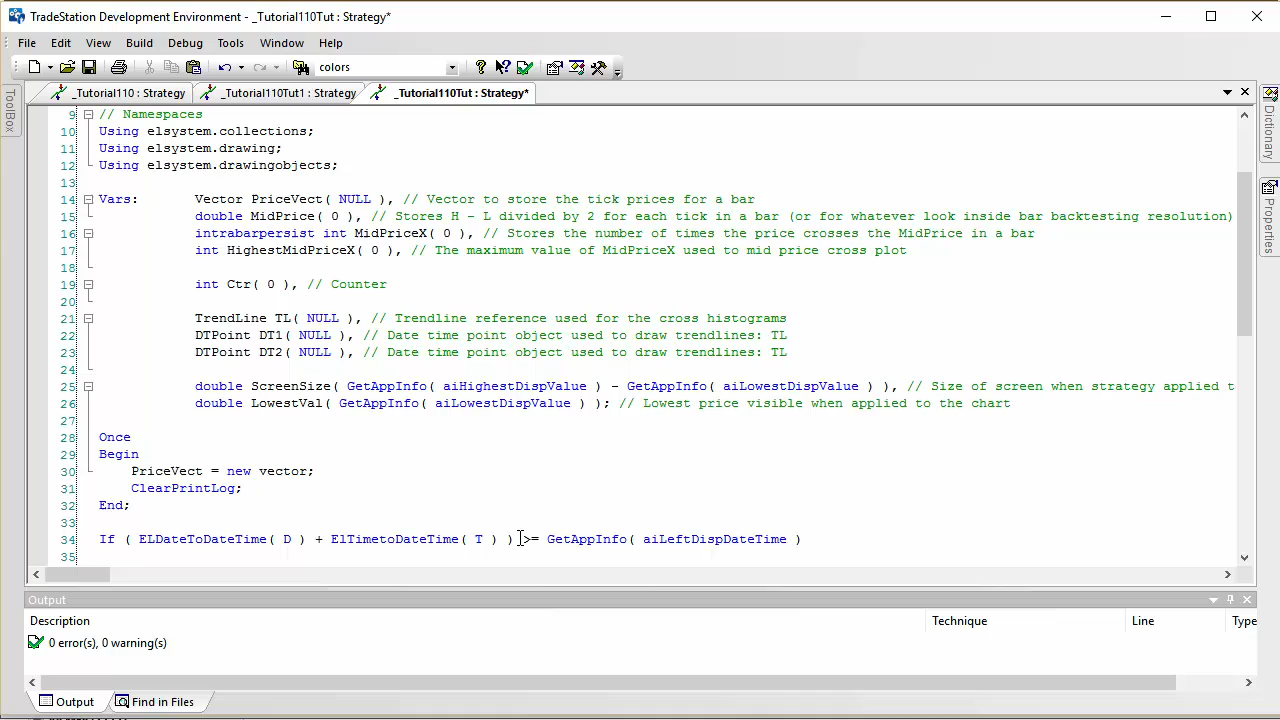 TradeStation Development Environment - _Tutorial110Tut : Strategy*
File Edit View Build Debug Tools Window Help
colors
_Tutorial110 : Strategy _Tutorial110Tut1 : Strategy _Tutorial110Tut : Strategy*
ToolBox
Dictionary
Properties
9 // Namespaces
10 Using elsystem.collections;
11 Using elsystem.drawing;
12 Using elsystem.drawingobjects;
13
14 Vars: Vector PriceVect( NULL ), // Vector to store the tick prices for a bar
15 double MidPrice( 0 ), // Stores H - L divided by 2 for each tick in a bar (or for whatever look inside bar backtesting resolution)
16 intrabarpersist int MidPriceX( 0 ), // Stores the number of times the price crosses the MidPrice in a bar
17 int HighestMidPriceX( 0 ), // The maximum value of MidPriceX used to mid price cross plot
18
19 int Ctr( 0 ), // Counter
20
21 TrendLine TL( NULL ), // Trendline reference used for the cross histograms
22 DTPoint DT1( NULL ), // Date time point object used to draw trendlines: TL
23 DTPoint DT2( NULL ), // Date time point object used to draw trendlines: TL
24
25 double ScreenSize( GetAppInfo( aiHighestDispValue ) - GetAppInfo( aiLowestDispValue ) ), // Size of screen when strategy applied t
26 double LowestVal( GetAppInfo( aiLowestDispValue ) ); // Lowest price visible when applied to the chart
27
28 Once
29 Begin
30 PriceVect = new vector;
31 ClearPrintLog;
32 End;
33
34 If ( ELDateToDateTime( D ) + ElTimetoDateTime( T ) ) >= GetAppInfo( aiLeftDispDateTime )
35
Output
Description Technique Line Type
0 error(s), 0 warning(s)
Output Find in Files